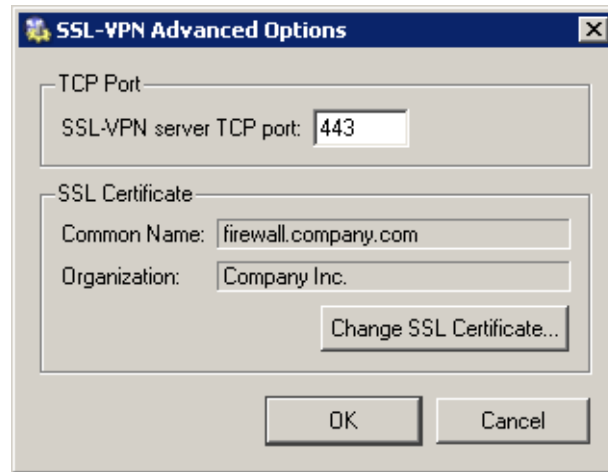 SSL-VPN Advanced Options
TCP Port
SSL-VPN server TCP port: 443
SSL Certificate
Common Name: firewall.company.com
Organization: Company Inc.
Change SSL Certificate...
OK Cancel